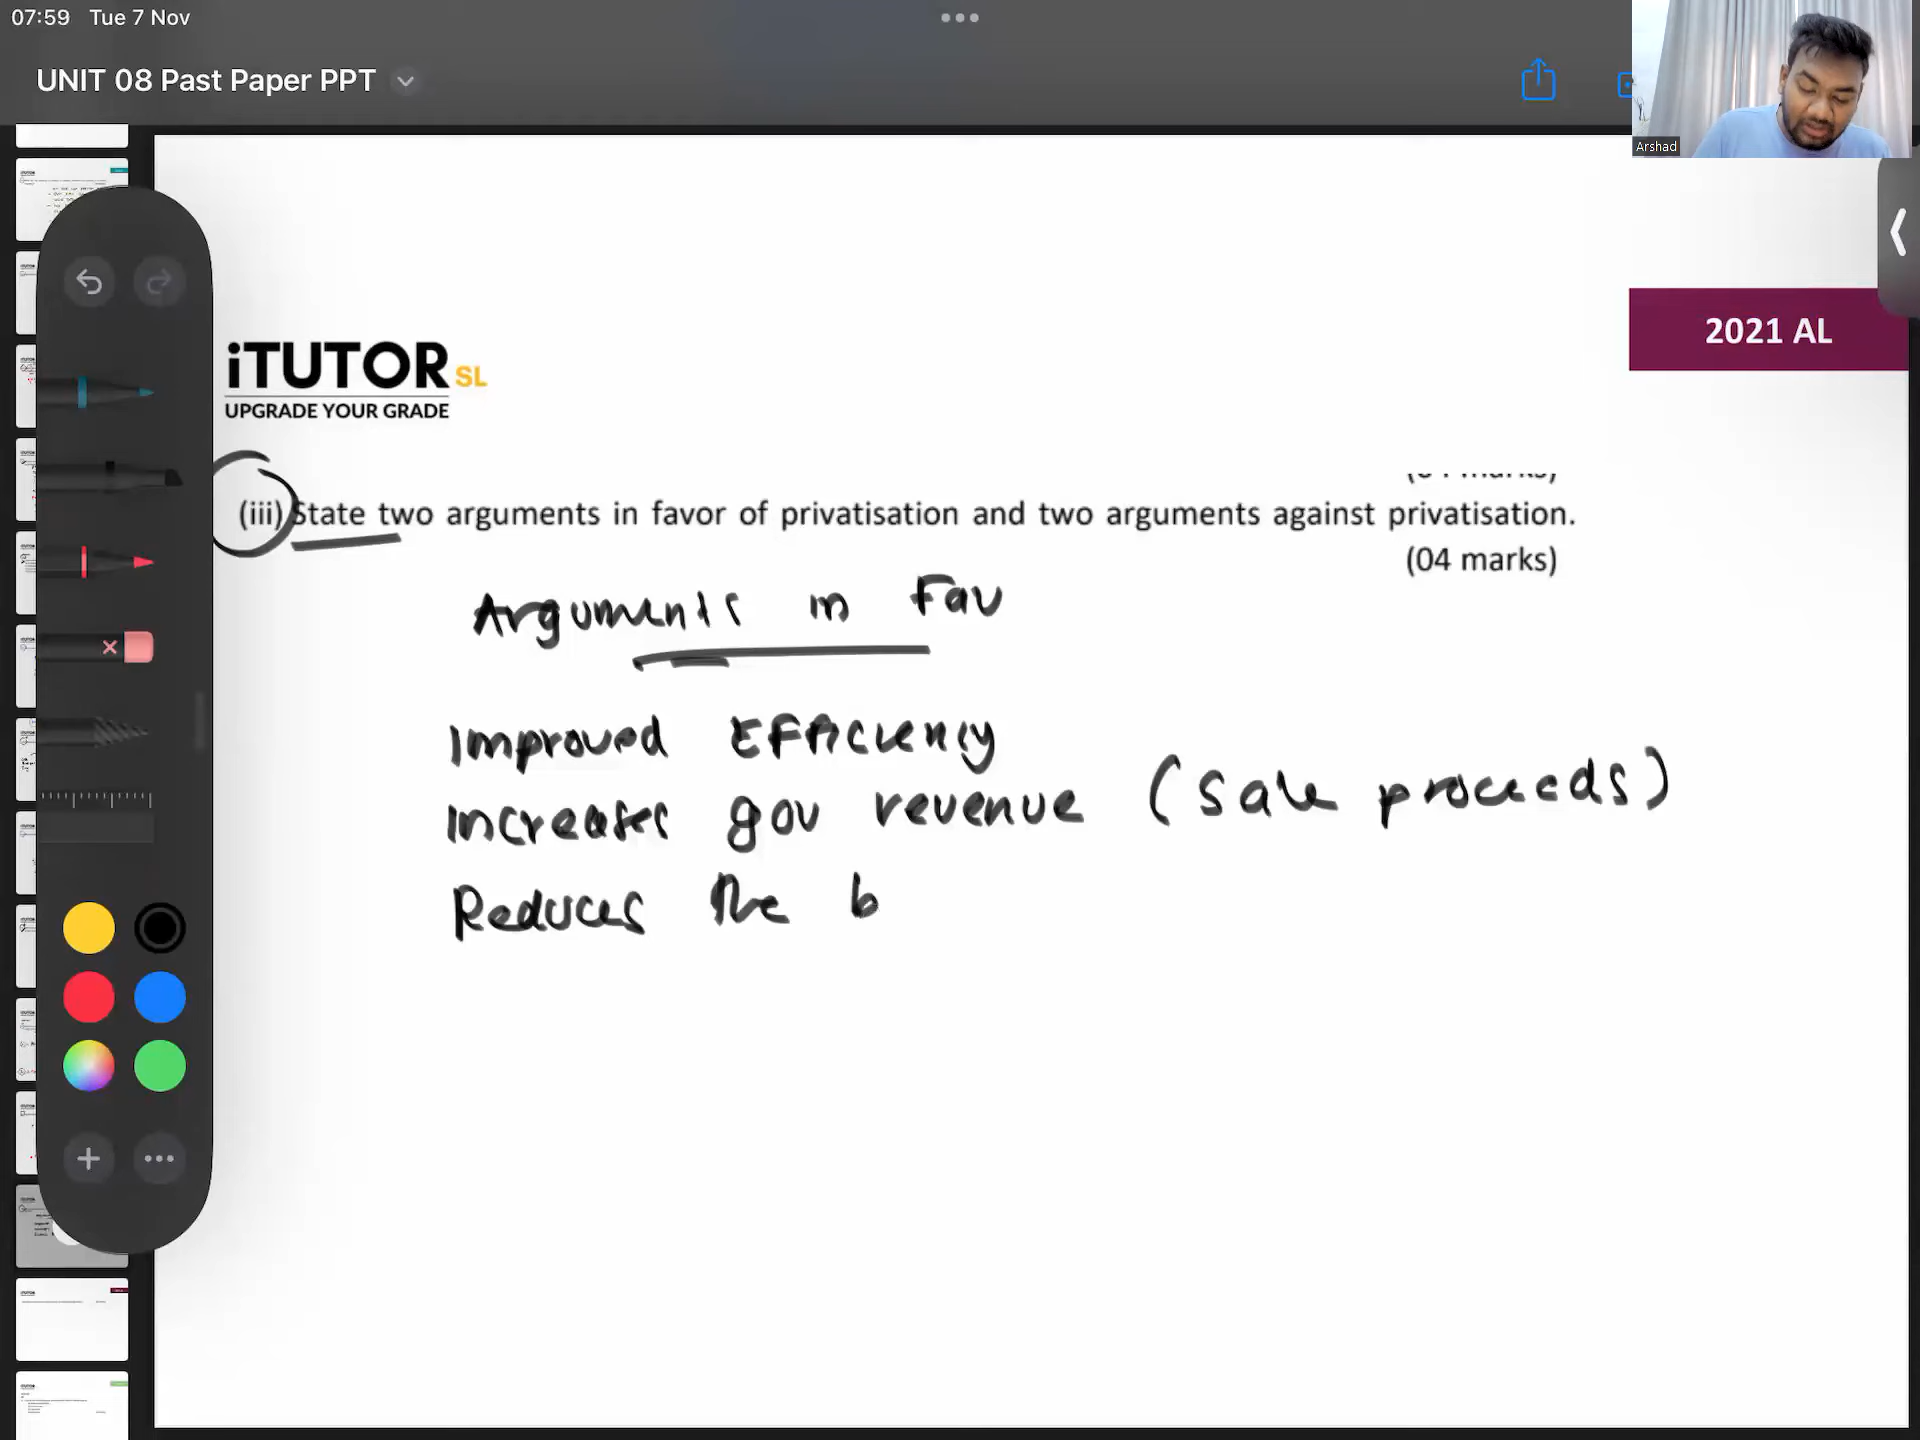 07:59 Tue 7 Nov
UNIT 08 Past Paper PPT
Arshad
2021 AL
iTUTOR SL
UPGRADE YOUR GRADE
(iii) State two arguments in favor of privatisation and two arguments against privatisation.
(04 marks)
Arguments in Fav
Improved Efficiency
Increases gov revenue (Sale proceeds)
Reduces the b